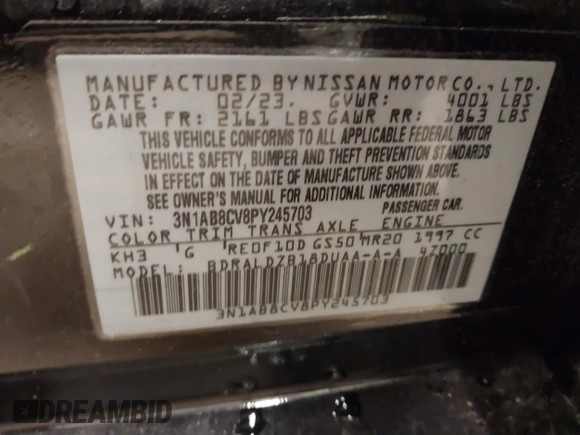 MANUFACTURED BY NISSAN MOTOR CO., LTD.
DATE: 02/23. GVWR: 4001 LBS
GAWR FR: 2161 LBS GAWR RR: 1863 LBS
THIS VEHICLE CONFORMS TO ALL APPLICABLE FEDERAL MOTOR
VEHICLE SAFETY, BUMPER AND THEFT PREVENTION STANDARDS
IN EFFECT ON THE DATE OF MANUFACTURE SHOWN ABOVE.
SEE OWNER'S MANUAL FOR ADDITIONAL INFORMATION.
VIN: 3N1AB8CV8PY245703 PASSENGER CAR.
COLOR TRIM TRANS AXLE ENGINE
KH3 G RE0F10D GS50 MR20 1997 CC
MODEL: BDRALDZB18DUAA-A-A 47000
3N1AB8CV8PY245703
DREAMBID